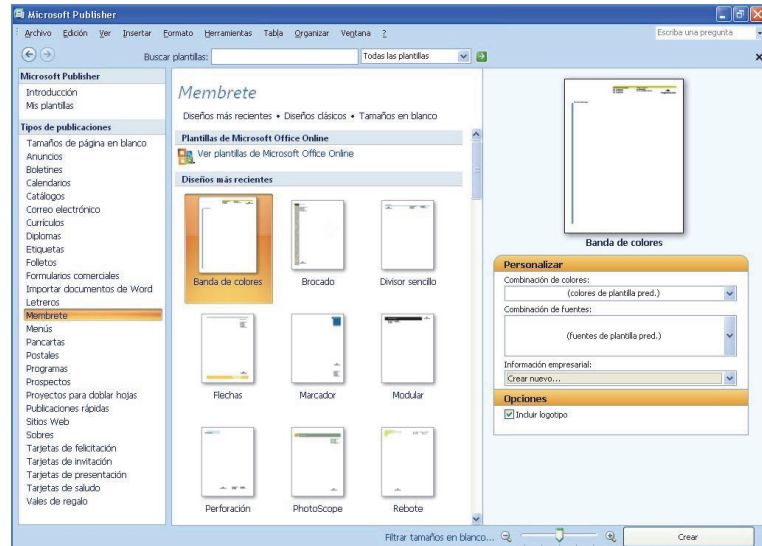 Microsoft Publisher
Archivo Edición Ver Insertar Formato Herramientas Tabla Organizar Ventana ?
Escriba una pregunta
Buscar plantillas:
Todas las plantillas
Microsoft Publisher
Introducción
Mis plantillas
Tipos de publicaciones
Tamaños de página en blanco
Anuncios
Boletines
Calendarios
Catálogos
Correo electrónico
Currículos
Diplomas
Etiquetas
Folletos
Formularios comerciales
Importar documentos de Word
Letreros
Membrete
Menús
Pancartas
Postales
Programas
Prospectos
Proyectos para doblar hojas
Publicaciones rápidas
Sitios Web
Sobres
Tarjetas de felicitación
Tarjetas de invitación
Tarjetas de presentación
Tarjetas de saludo
Vales de regalo
Membrete
Diseños más recientes • Diseños clásicos • Tamaños en blanco
Plantillas de Microsoft Office Online
Ver plantillas de Microsoft Office Online
Diseños más recientes
Banda de colores
Brocado
Divisor sencillo
Flechas
Marcador
Modular
Perforación
PhotoScope
Rebote
Banda de colores
Personalizar
Combinación de colores:
(colores de plantilla pred.)
Combinación de fuentes:
(fuentes de plantilla pred.)
Información empresarial:
Crear nuevo...
Opciones
Incluir logotipo
Filtrar tamaños en blanco...
Crear